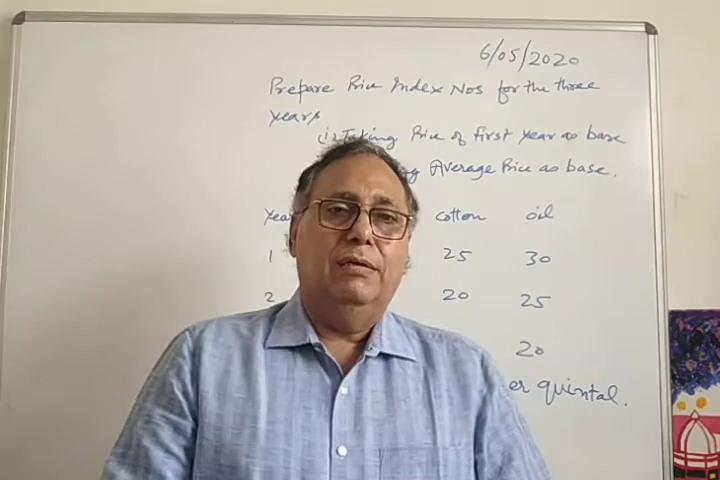 6/05/2020
Prepare Price Index Nos for the three
years
(i) Taking Price of First year as base
Average Price as base.
Year cotton oil
1 25 30
2 20 25
20
er quintal.